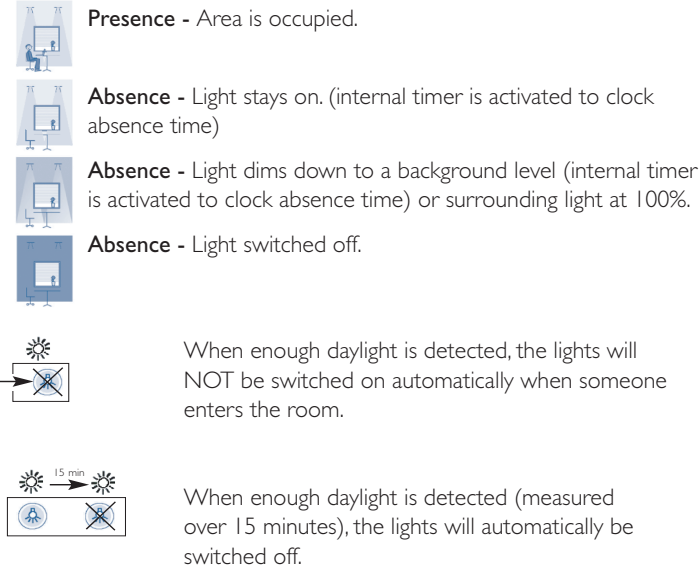 Presence - Area is occupied.
Absence - Light stays on. (internal timer is activated to clock
absence time)
Absence - Light dims down to a background level (internal timer
is activated to clock absence time) or surrounding light at 100%.
Absence - Light switched off.
When enough daylight is detected, the lights will
NOT be switched on automatically when someone
enters the room.
15 min
When enough daylight is detected (measured
over 15 minutes), the lights will automatically be
switched off.